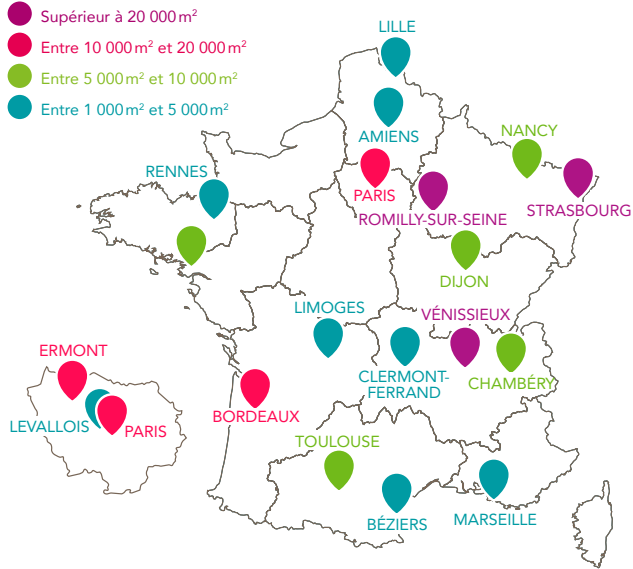 Supérieur à 20 000 m²
Entre 10 000 m² et 20 000 m²
Entre 5 000 m² et 10 000 m²
Entre 1 000 m² et 5 000 m²
LILLE
AMIENS
NANCY
PARIS
RENNES
ROMILLY-SUR-SEINE
STRASBOURG
DIJON
LIMOGES
VÉNISSIEUX
ERMONT
CLERMONT-
FERRAND
CHAMBÉRY
BORDEAUX
LEVALLOIS
PARIS
TOULOUSE
BÉZIERS
MARSEILLE